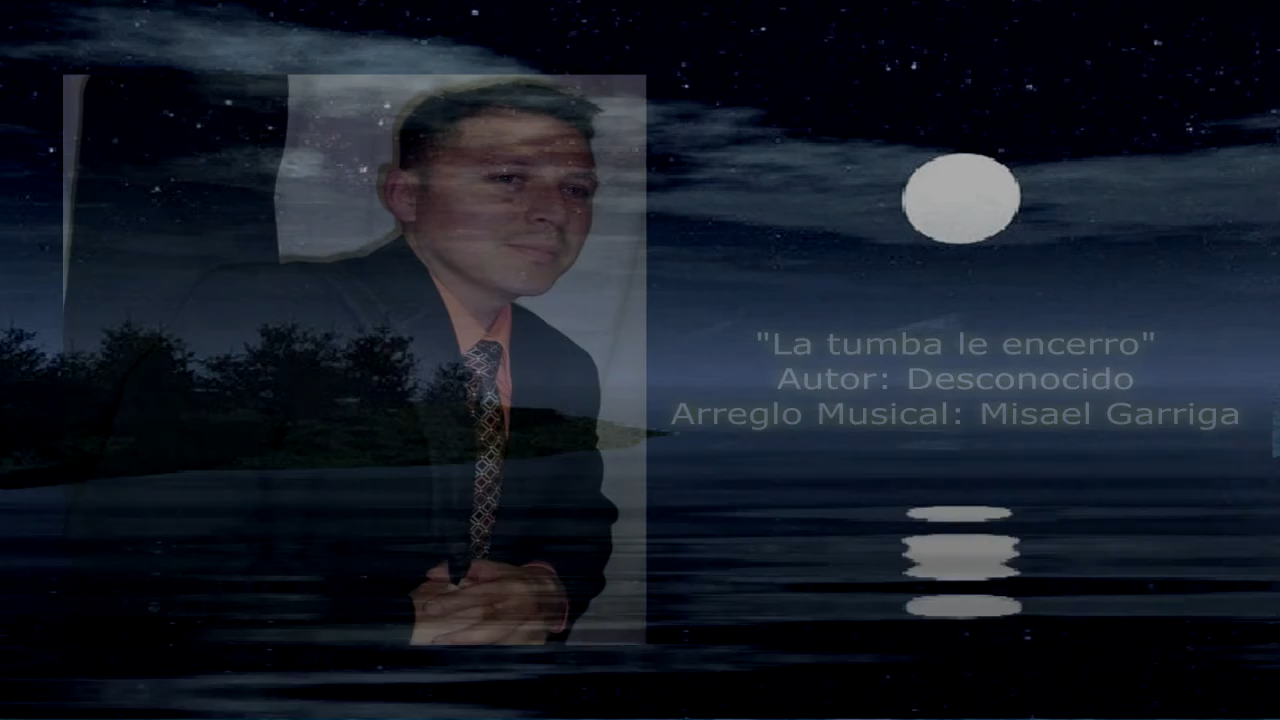 "La tumba le encerro"
Autor: Desconocido
Arreglo Musical: Misael Garriga